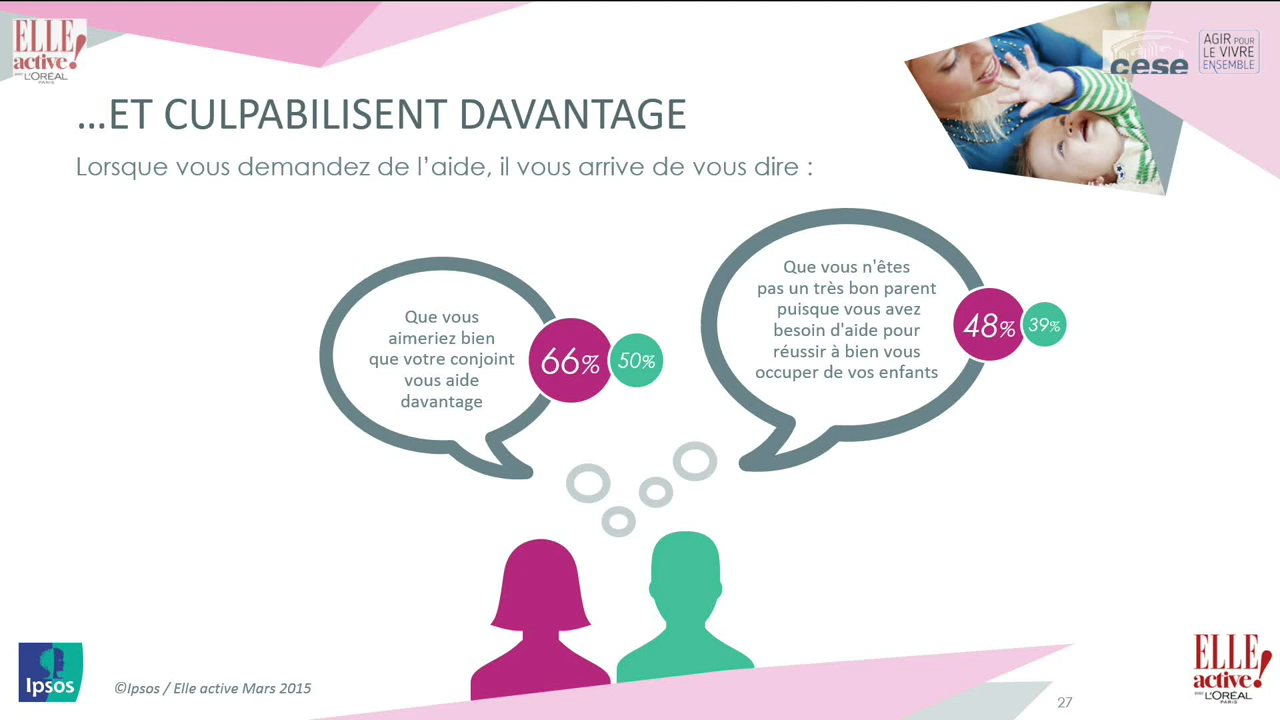 ELLE
active!
avec L'ORÉAL
PARIS
cese
AGIR POUR
LE VIVRE
ENSEMBLE
...ET CULPABILISENT DAVANTAGE
Lorsque vous demandez de l’aide, il vous arrive de vous dire :
Que vous
aimeriez bien
que votre conjoint
vous aide
davantage
66%
50%
Que vous n'êtes
pas un très bon parent
puisque vous avez
besoin d'aide pour
réussir à bien vous
occuper de vos enfants
48%
39%
Ipsos
©Ipsos / Elle active Mars 2015
27
ELLE
active!
avec L'ORÉAL
PARIS